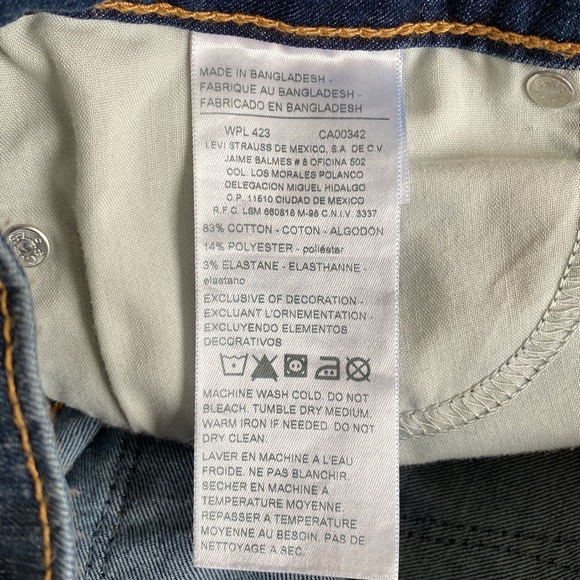 MADE IN BANGLADESH -
FABRIQUE AU BANGLADESH -
FABRICADO EN BANGLADESH
WPL 423 CA00342
LEVI STRAUSS DE MEXICO, S.A. DE C.V.
JAIME BALMES # 8 OFICINA 502
COL. LOS MORALES POLANCO
DELEGACION MIGUEL HIDALGO
C.P. 11510 CIUDAD DE MEXICO
R.F.C. LSM 660818 M-98 C.N.I.V. 3337
83% COTTON - COTON - ALGODÓN
14% POLYESTER - poliéster
3% ELASTANE - ELASTHANNE -
elastano
EXCLUSIVE OF DECORATION -
EXCLUANT L'ORNEMENTATION -
EXCLUYENDO ELEMENTOS
DECORATIVOS
MACHINE WASH COLD. DO NOT
BLEACH. TUMBLE DRY MEDIUM.
WARM IRON IF NEEDED. DO NOT
DRY CLEAN.
LAVER EN MACHINE À L'EAU
FROIDE. NE PAS BLANCHIR.
SÉCHER EN MACHINE À
TEMPÉRATURE MOYENNE.
REPASSER À TEMPÉRATURE
MOYENNE AU BESOIN. PAS DE
NETTOYAGE À SEC.